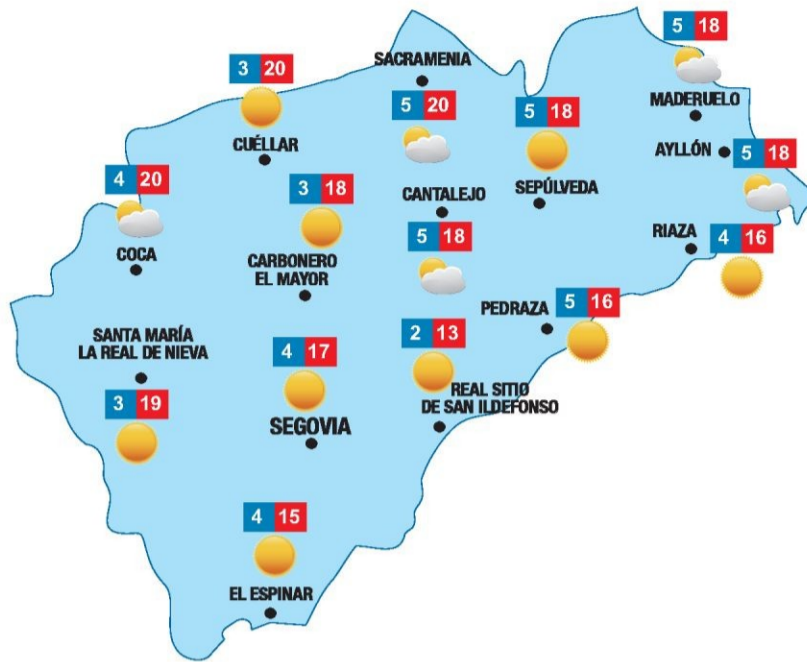 5 18
MADERUELO
3 20
CUÉLLAR
SACRAMENIA
5 20
5 18
SEPÚLVEDA
AYLLÓN
5 18
4 20
COCA
3 18
CARBONERO
EL MAYOR
CANTALEJO
5 18
RIAZA
4 16
PEDRAZA
5 16
SANTA MARÍA
LA REAL DE NIEVA
3 19
4 17
SEGOVIA
2 13
REAL SITIO
DE SAN ILDEFONSO
4 15
EL ESPINAR